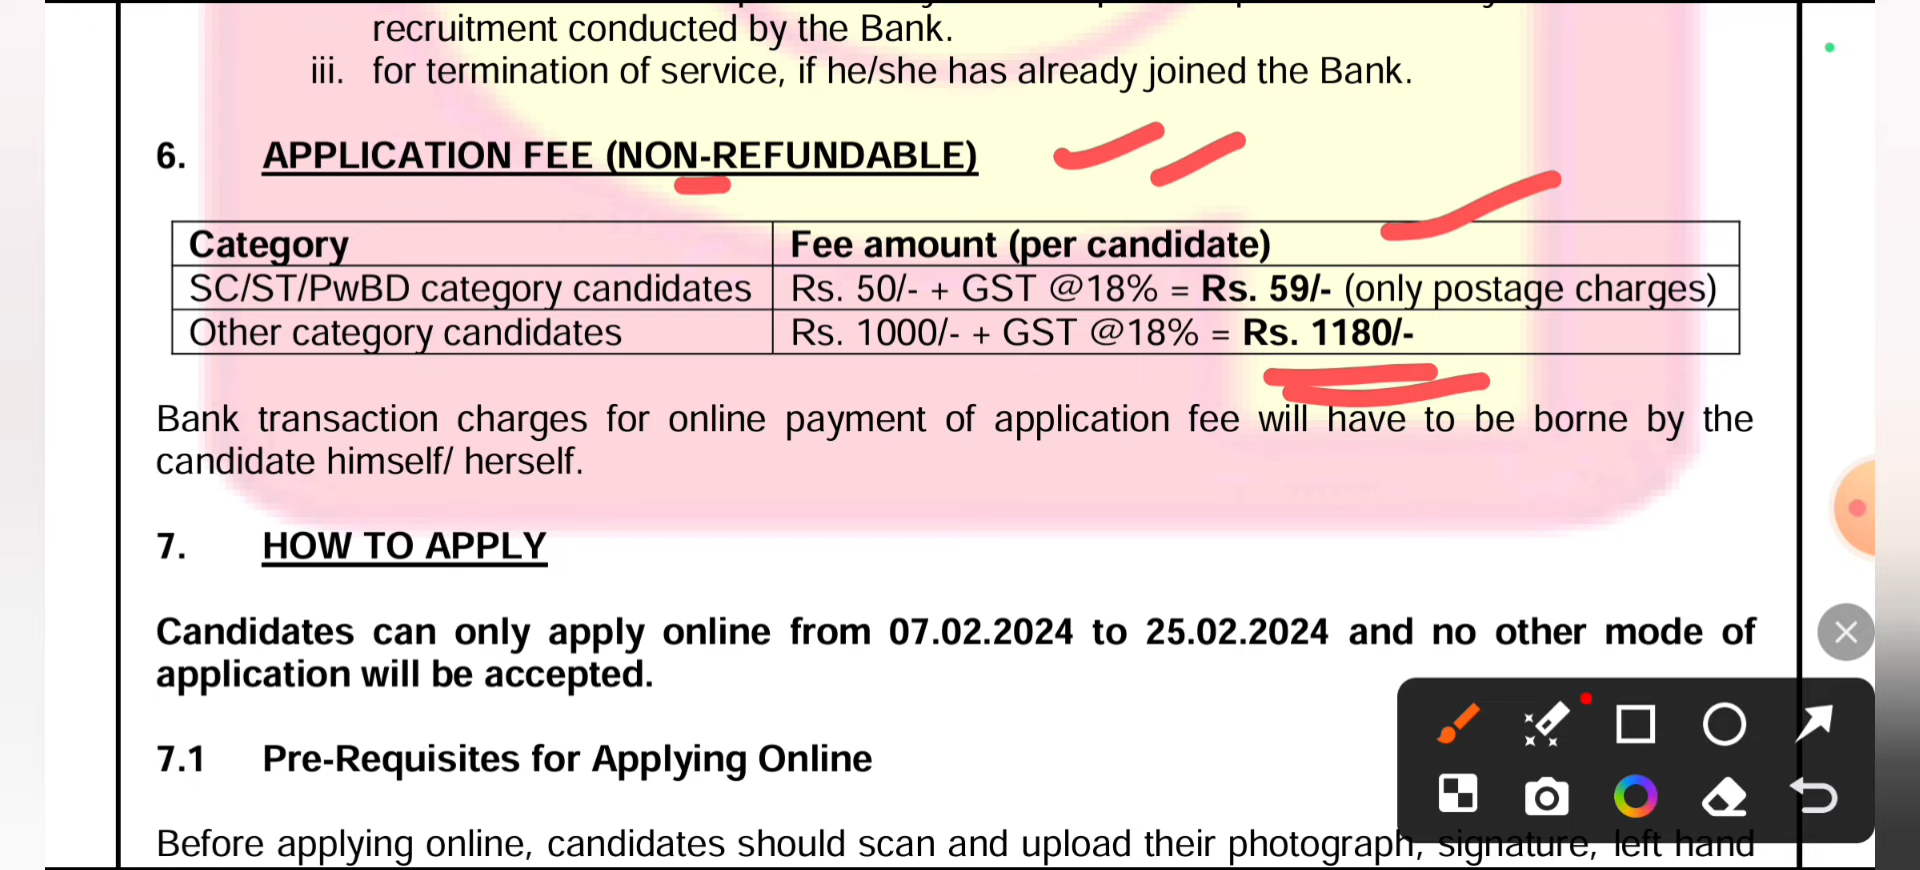 recruitment conducted by the Bank.
iii. for termination of service, if he/she has already joined the Bank.
6. APPLICATION FEE (NON-REFUNDABLE)
Category Fee amount (per candidate)
SC/ST/PwBD category candidates Rs. 50/- + GST @18% = Rs. 59/- (only postage charges)
Other category candidates Rs. 1000/- + GST @18% = Rs. 1180/-
Bank transaction charges for online payment of application fee will have to be borne by the
candidate himself/ herself.
7. HOW TO APPLY
Candidates can only apply online from 07.02.2024 to 25.02.2024 and no other mode of
application will be accepted.
7.1 Pre-Requisites for Applying Online
Before applying online, candidates should scan and upload their photograph, signature, left hand